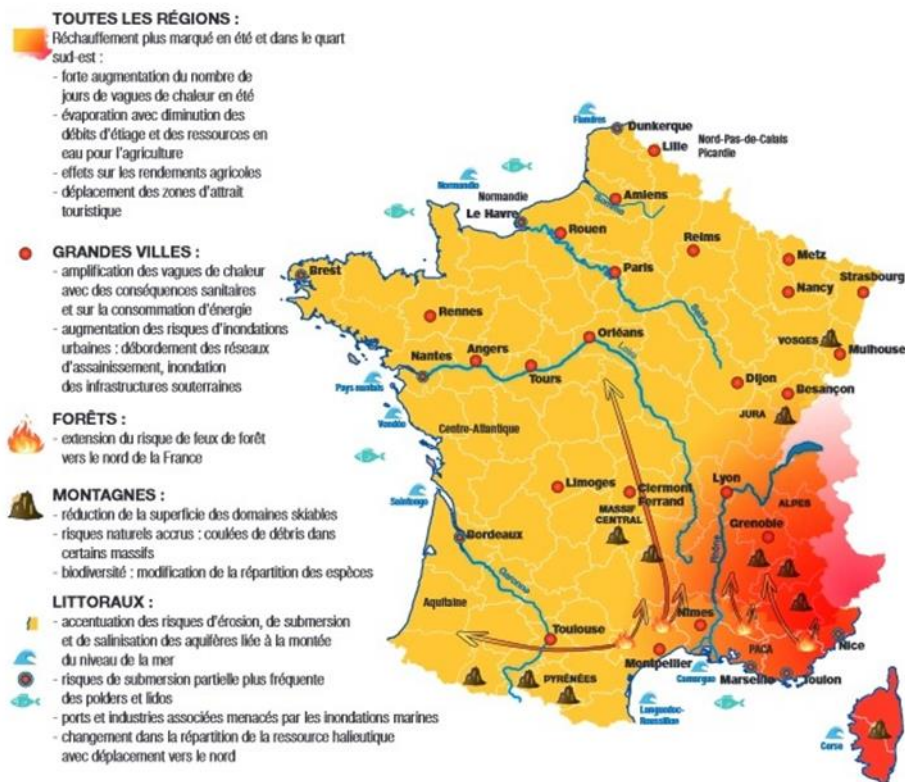 TOUTES LES RÉGIONS :
Réchauffement plus marqué en été et dans le quart
sud-est :
- forte augmentation du nombre de
jours de vagues de chaleur en été
- évaporation avec diminution des
débits d'étiage et des ressources en
eau pour l'agriculture
- effets sur les rendements agricoles
- déplacement des zones d'attrait
touristique
GRANDES VILLES :
- amplification des vagues de chaleur
avec des conséquences sanitaires
et sur la consommation d'énergie
- augmentation des risques d'inondations
urbaines : débordement des réseaux
d'assainissement, inondation
des infrastructures souterraines
FORÊTS :
- extension du risque de feux de forêt
vers le nord de la France
MONTAGNES :
- réduction de la superficie des domaines skiables
- risques naturels accrus : coulées de débris dans
certains massifs
- biodiversité : modification de la répartition des espèces
LITTORAUX :
- accentuation des risques d'érosion, de submersion
et de salinisation des aquifères liée à la montée
du niveau de la mer
- risques de submersion partielle plus fréquente
des polders et lidos
- ports et industries associées menacés par les inondations marines
- changement dans la répartition de la ressource halieutique
avec déplacement vers le nord
Flandres
Dunkerque
Lille
Nord-Pas-de-Calais
Picardie
Normandie
Normandie
Amiens
Somme
Le Havre
Rouen
Reims
Metz
Paris
Strasbourg
Nancy
Brest
Seine
Rennes
Orléans
VOSGES
Loire
Mulhouse
Angers
Nantes
Tours
Dijon
Besançon
Pays nantais
JURA
Vendée
Centre-Atlantique
Limoges
Clermont
Ferrand
Lyon
MASSIF
CENTRAL
ALPES
Saintonge
Grenoble
Bordeaux
Rhône
Garonne
Aquitaine
Nîmes
Toulouse
Nice
PACA
Montpellier
Camargue
Marseille
Toulon
PYRÉNÉES
Languedoc-
Roussillon
Corse